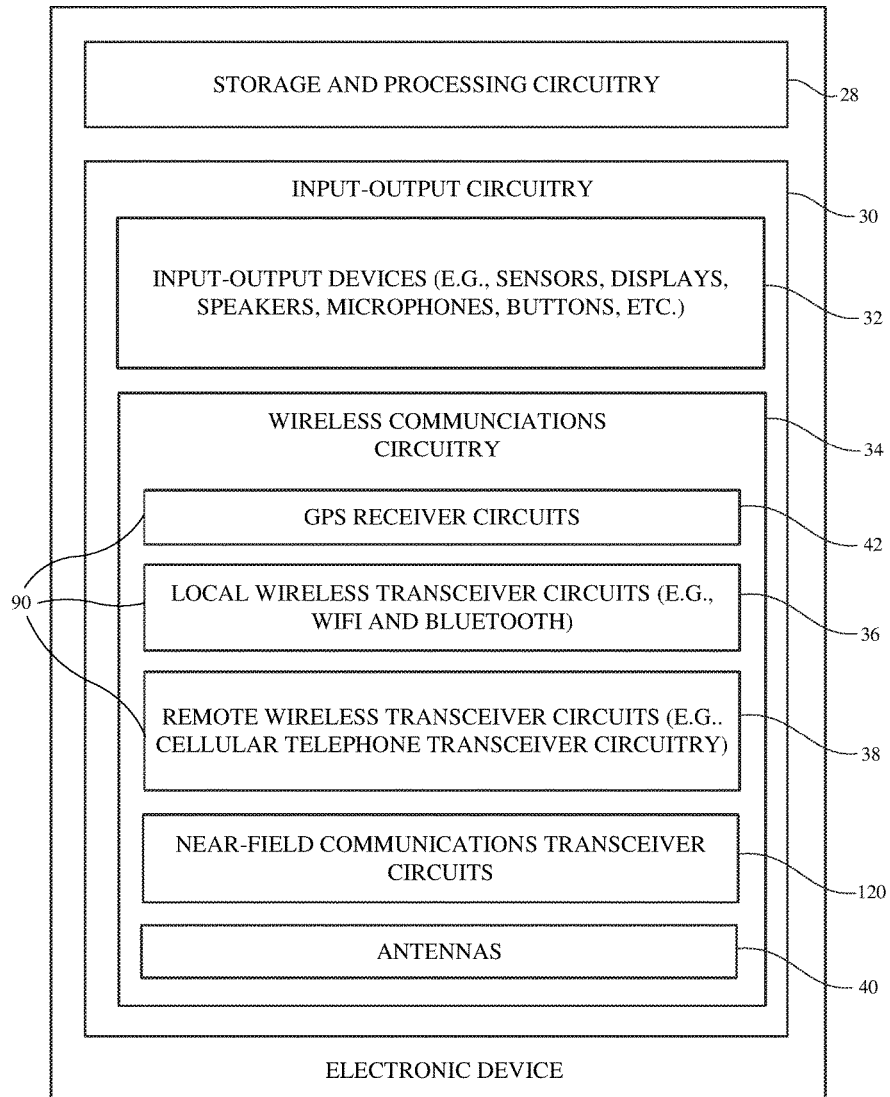 STORAGE AND PROCESSING CIRCUITRY
28
INPUT-OUTPUT CIRCUITRY
30
INPUT-OUTPUT DEVICES (E.G., SENSORS, DISPLAYS,
SPEAKERS, MICROPHONES, BUTTONS, ETC.)
32
WIRELESS COMMUNCIATIONS
CIRCUITRY
34
GPS RECEIVER CIRCUITS
42
90
LOCAL WIRELESS TRANSCEIVER CIRCUITS (E.G.,
WIFI AND BLUETOOTH)
36
REMOTE WIRELESS TRANSCEIVER CIRCUITS (E.G..
CELLULAR TELEPHONE TRANSCEIVER CIRCUITRY)
38
NEAR-FIELD COMMUNICATIONS TRANSCEIVER
CIRCUITS
120
ANTENNAS
40
ELECTRONIC DEVICE